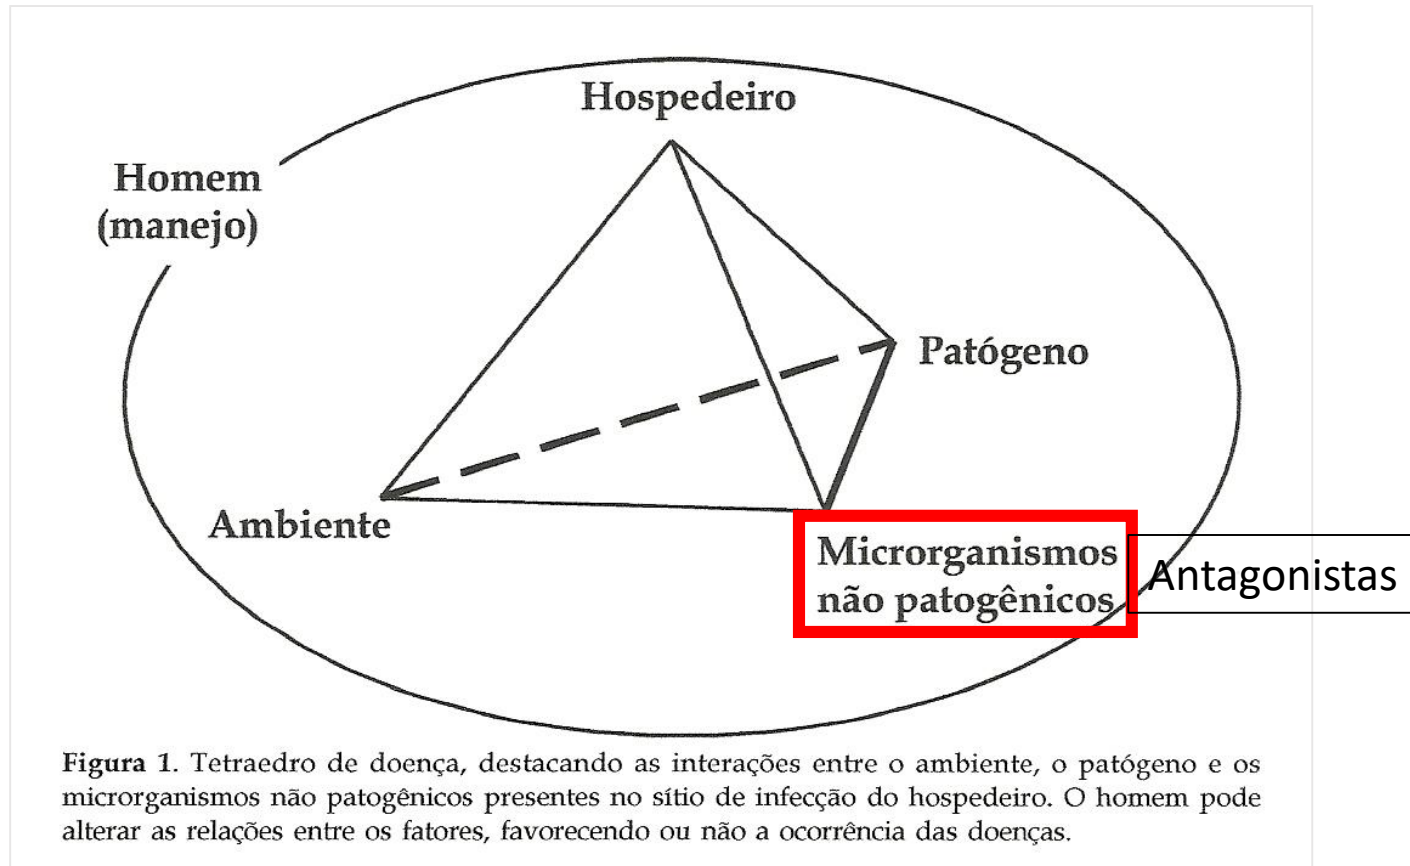 Hospedeiro
Homem
(manejo)
Patógeno
Ambiente
Microrganismos
não patogênicos
Antagonistas
Figura 1. Tetraedro de doença, destacando as interações entre o ambiente, o patógeno e os
microrganismos não patogênicos presentes no sítio de infecção do hospedeiro. O homem pode
alterar as relações entre os fatores, favorecendo ou não a ocorrência das doenças.